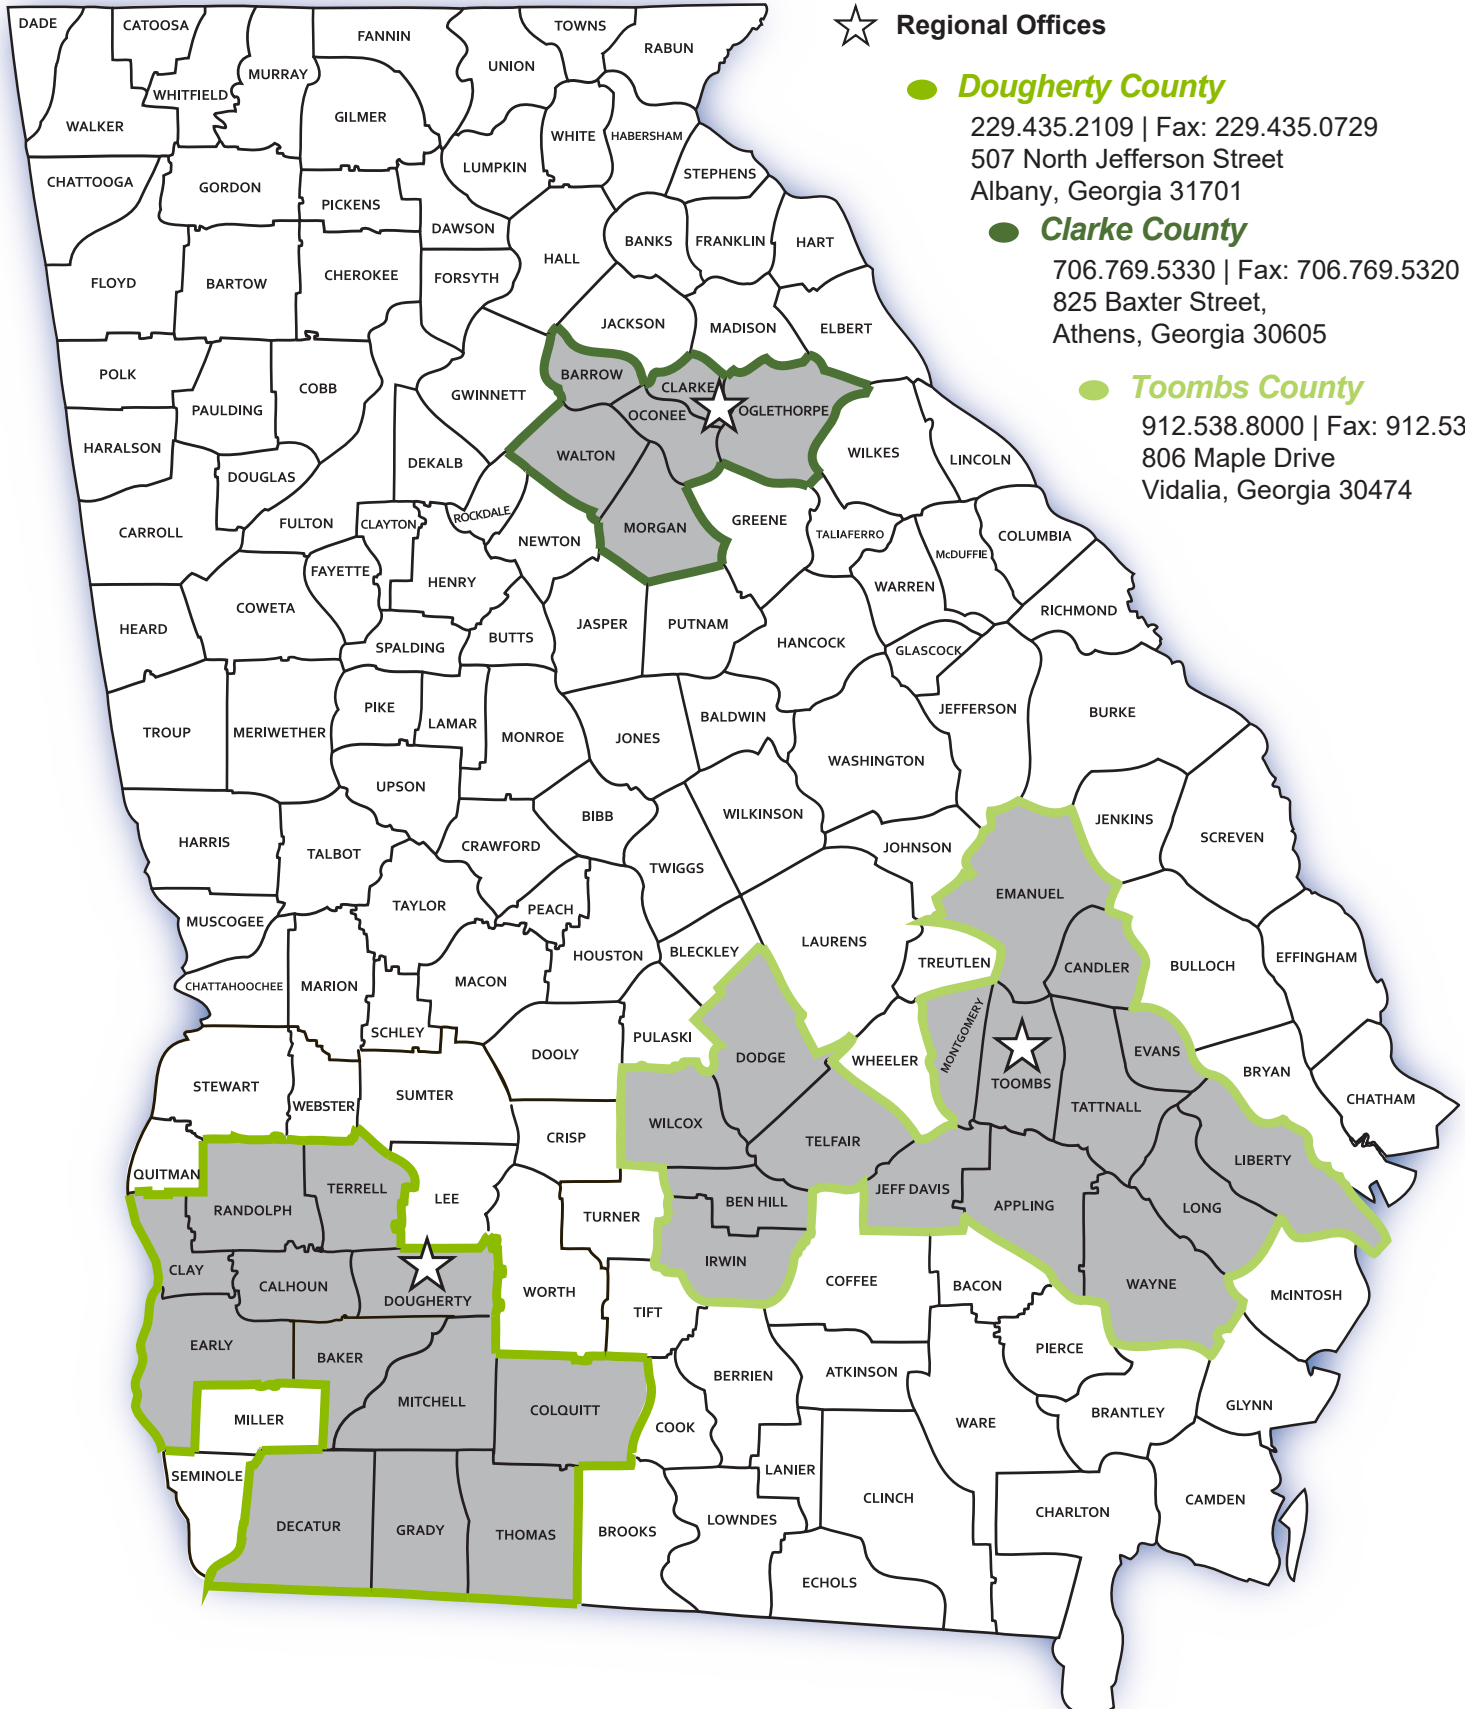 Regional Offices
Dougherty County
229.435.2109 | Fax: 229.435.0729
507 North Jefferson Street
Albany, Georgia 31701
Clarke County
706.769.5330 | Fax: 706.769.5320
825 Baxter Street,
Athens, Georgia 30605
Toombs County
912.538.8000 | Fax: 912.53
806 Maple Drive
Vidalia, Georgia 30474
DADE
CATOOSA
FANNIN
TOWNS
RABUN
UNION
MURRAY
WHITFIELD
GILMER
WALKER
WHITE
HABERSHAM
LUMPKIN
STEPHENS
CHATTOOGA
GORDON
PICKENS
DAWSON
BANKS
FRANKLIN
HART
HALL
FLOYD
BARTOW
CHEROKEE
FORSYTH
JACKSON
MADISON
ELBERT
POLK
COBB
BARROW
CLARKE
GWINNETT
PAULDING
OCONEE
OGLETHORPE
HARALSON
WALTON
WILKES
LINCOLN
DEKALB
DOUGLAS
ROCKDALE
FULTON
CLAYTON
CARROLL
MORGAN
GREENE
TALIAFERRO
COLUMBIA
NEWTON
McDUFFIE
FAYETTE
HENRY
WARREN
COWETA
RICHMOND
HEARD
JASPER
PUTNAM
BUTTS
SPALDING
HANCOCK
GLASCOCK
PIKE
LAMAR
BALDWIN
JEFFERSON
BURKE
TROUP
MERIWETHER
MONROE
JONES
WASHINGTON
UPSON
BIBB
WILKINSON
JENKINS
SCREVEN
HARRIS
TALBOT
CRAWFORD
JOHNSON
TWIGGS
EMANUEL
TAYLOR
PEACH
MUSCOGEE
LAURENS
BLECKLEY
HOUSTON
TREUTLEN
CANDLER
BULLOCH
EFFINGHAM
CHATTAHOOCHEE
MARION
MACON
SCHLEY
PULASKI
MONTGOMERY
DOOLY
DODGE
WHEELER
EVANS
BRYAN
STEWART
WEBSTER
SUMTER
TOOMBS
TATTNALL
CHATHAM
WILCOX
CRISP
TELFAIR
LIBERTY
QUITMAN
TERRELL
LEE
JEFF DAVIS
RANDOLPH
TURNER
BEN HILL
APPLING
LONG
CLAY
CALHOUN
DOUGHERTY
WORTH
IRWIN
COFFEE
BACON
WAYNE
McINTOSH
TIFT
EARLY
BAKER
PIERCE
BERRIEN
ATKINSON
MITCHELL
COLQUITT
GLYNN
MILLER
COOK
WARE
BRANTLEY
SEMINOLE
LANIER
CLINCH
CAMDEN
CHARLTON
DECATUR
GRADY
THOMAS
BROOKS
LOWNDES
ECHOLS